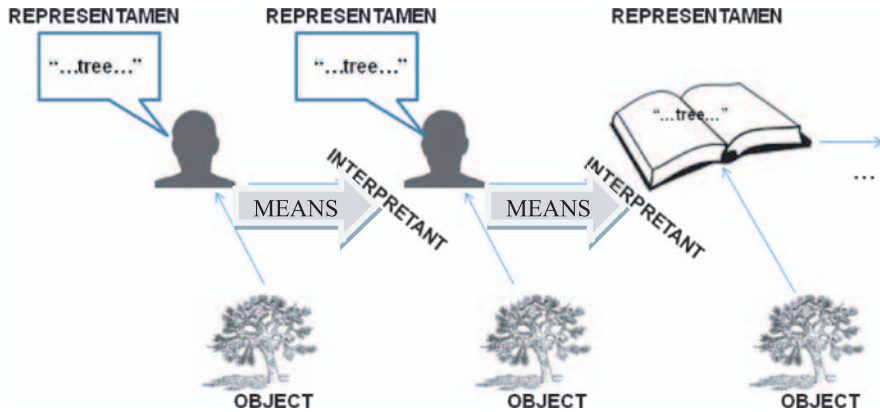 REPRESENTAMEN
REPRESENTAMEN
REPRESENTAMEN
“...tree...”
“...tree...”
“...tree...”
INTERPRETANT
INTERPRETANT
MEANS
MEANS
...
OBJECT
OBJECT
OBJECT